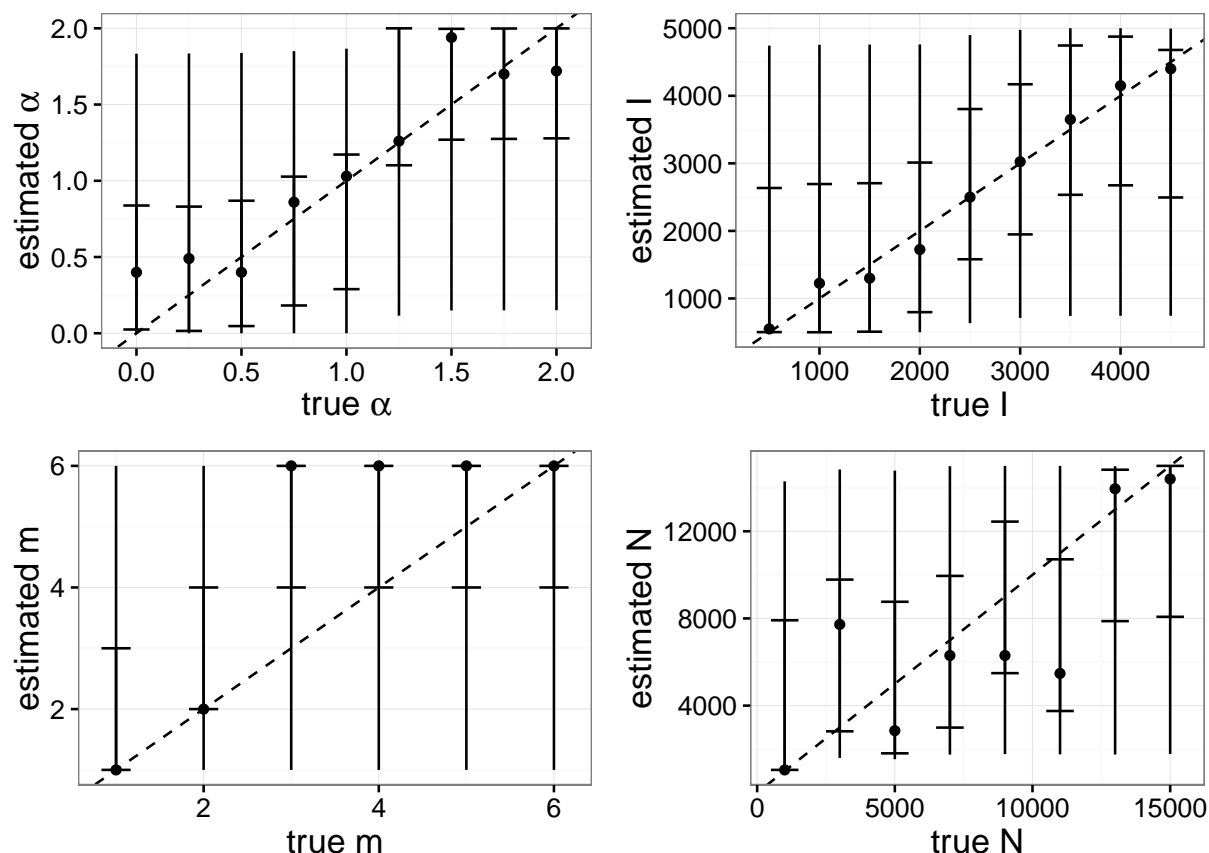 estimated α
2.0
1.5
1.0
0.5
0.0
0.0 0.5 1.0 1.5 2.0
true α
estimated I
5000
4000
3000
2000
1000
1000 2000 3000 4000
true I
estimated m
6
4
2
2 4 6
true m
estimated N
12000
8000
4000
0 5000 10000 15000
true N